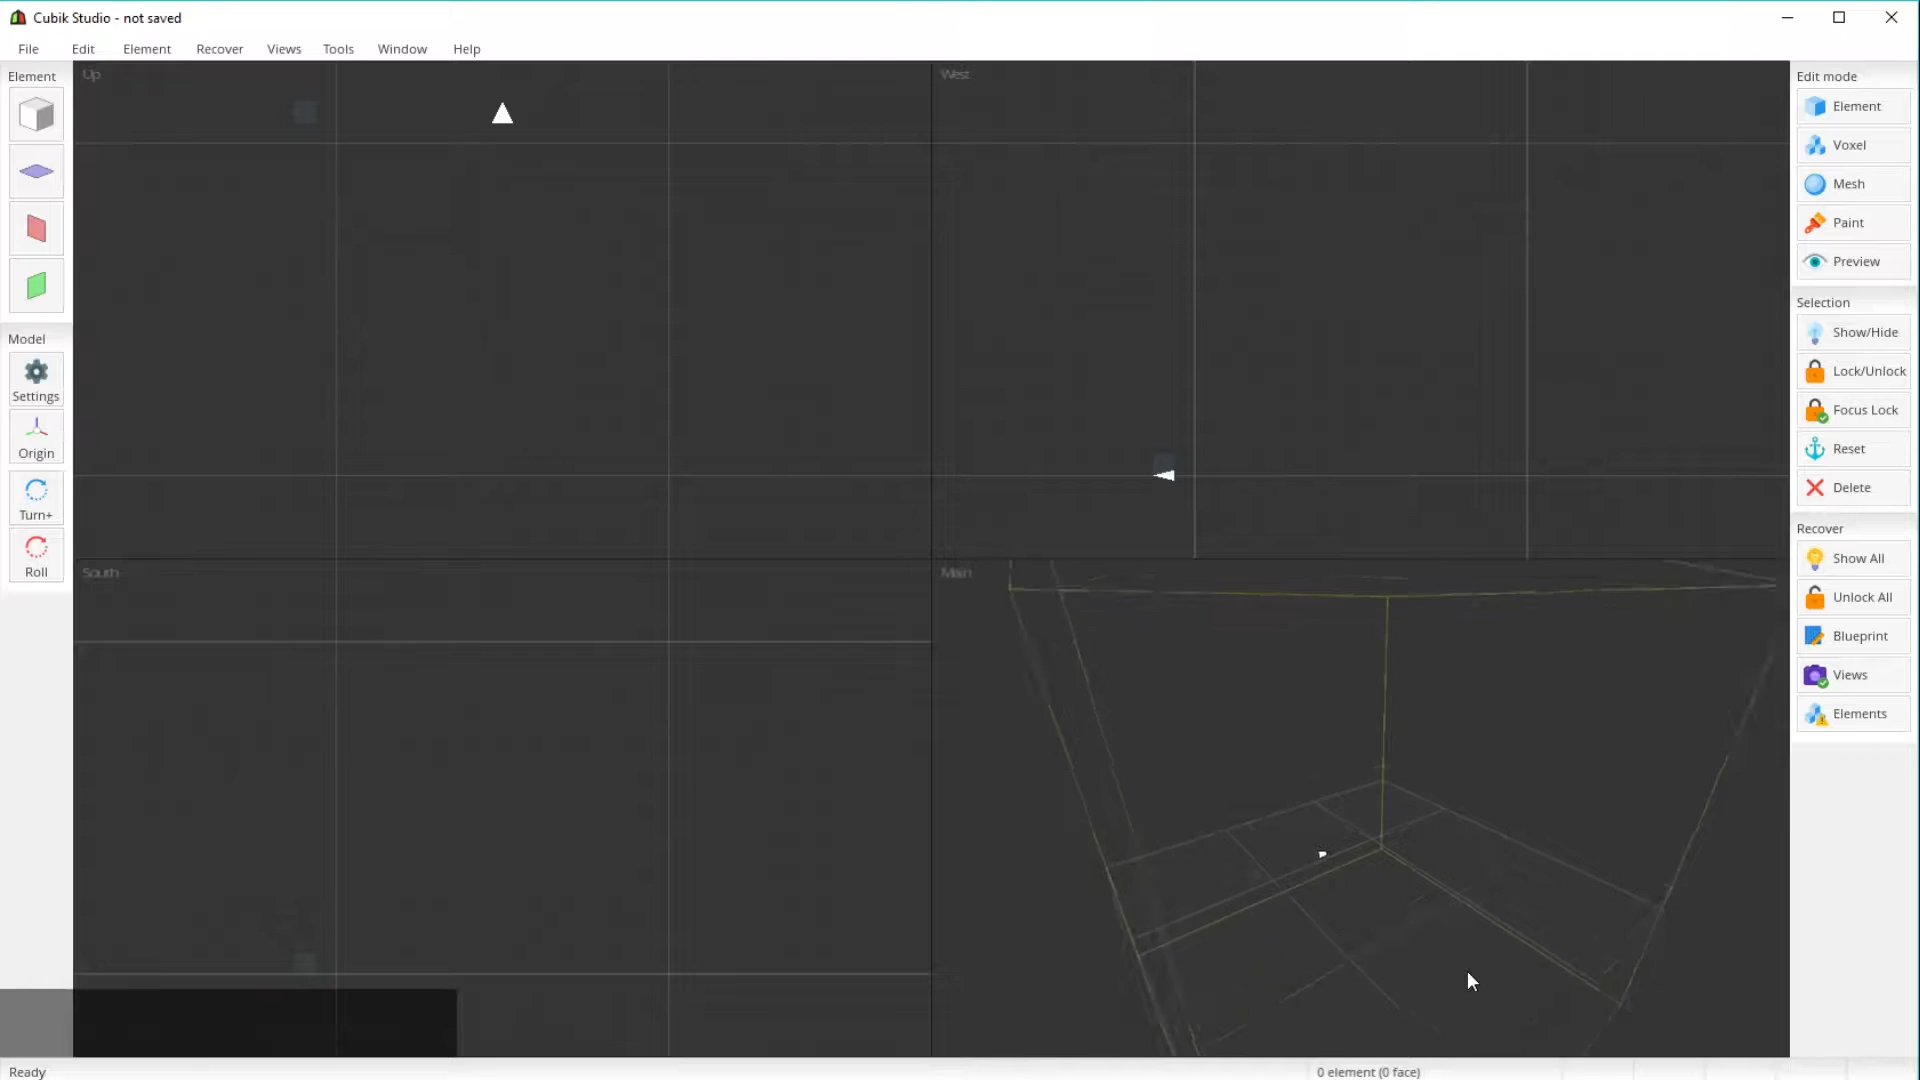 Cubik Studio - not saved
File Edit Element Recover Views Tools Window Help
Element
Model
Settings
Origin
Turn+
Roll
Up
West
South
Main
Edit mode
Element
Voxel
Mesh
Paint
Preview
Selection
Show/Hide
Lock/Unlock
Focus Lock
Reset
Delete
Recover
Show All
Unlock All
Blueprint
Views
Elements
Ready
0 element (0 face)